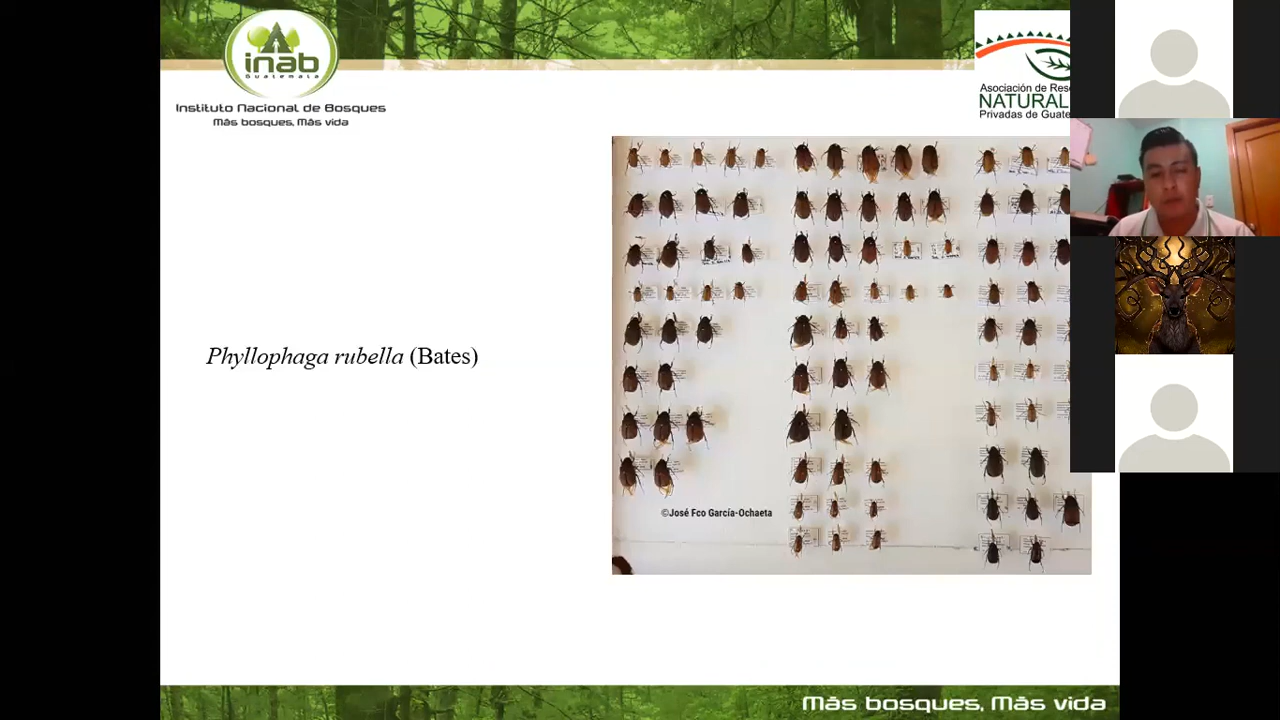 inab
Guatemala
Instituto Nacional de Bosques
Más bosques, Más vida
Asociación de Res
NATURAL
Privadas de Guate
Phyllophaga rubella (Bates)
©José Fco García-Ochaeta
Más bosques, Más vida